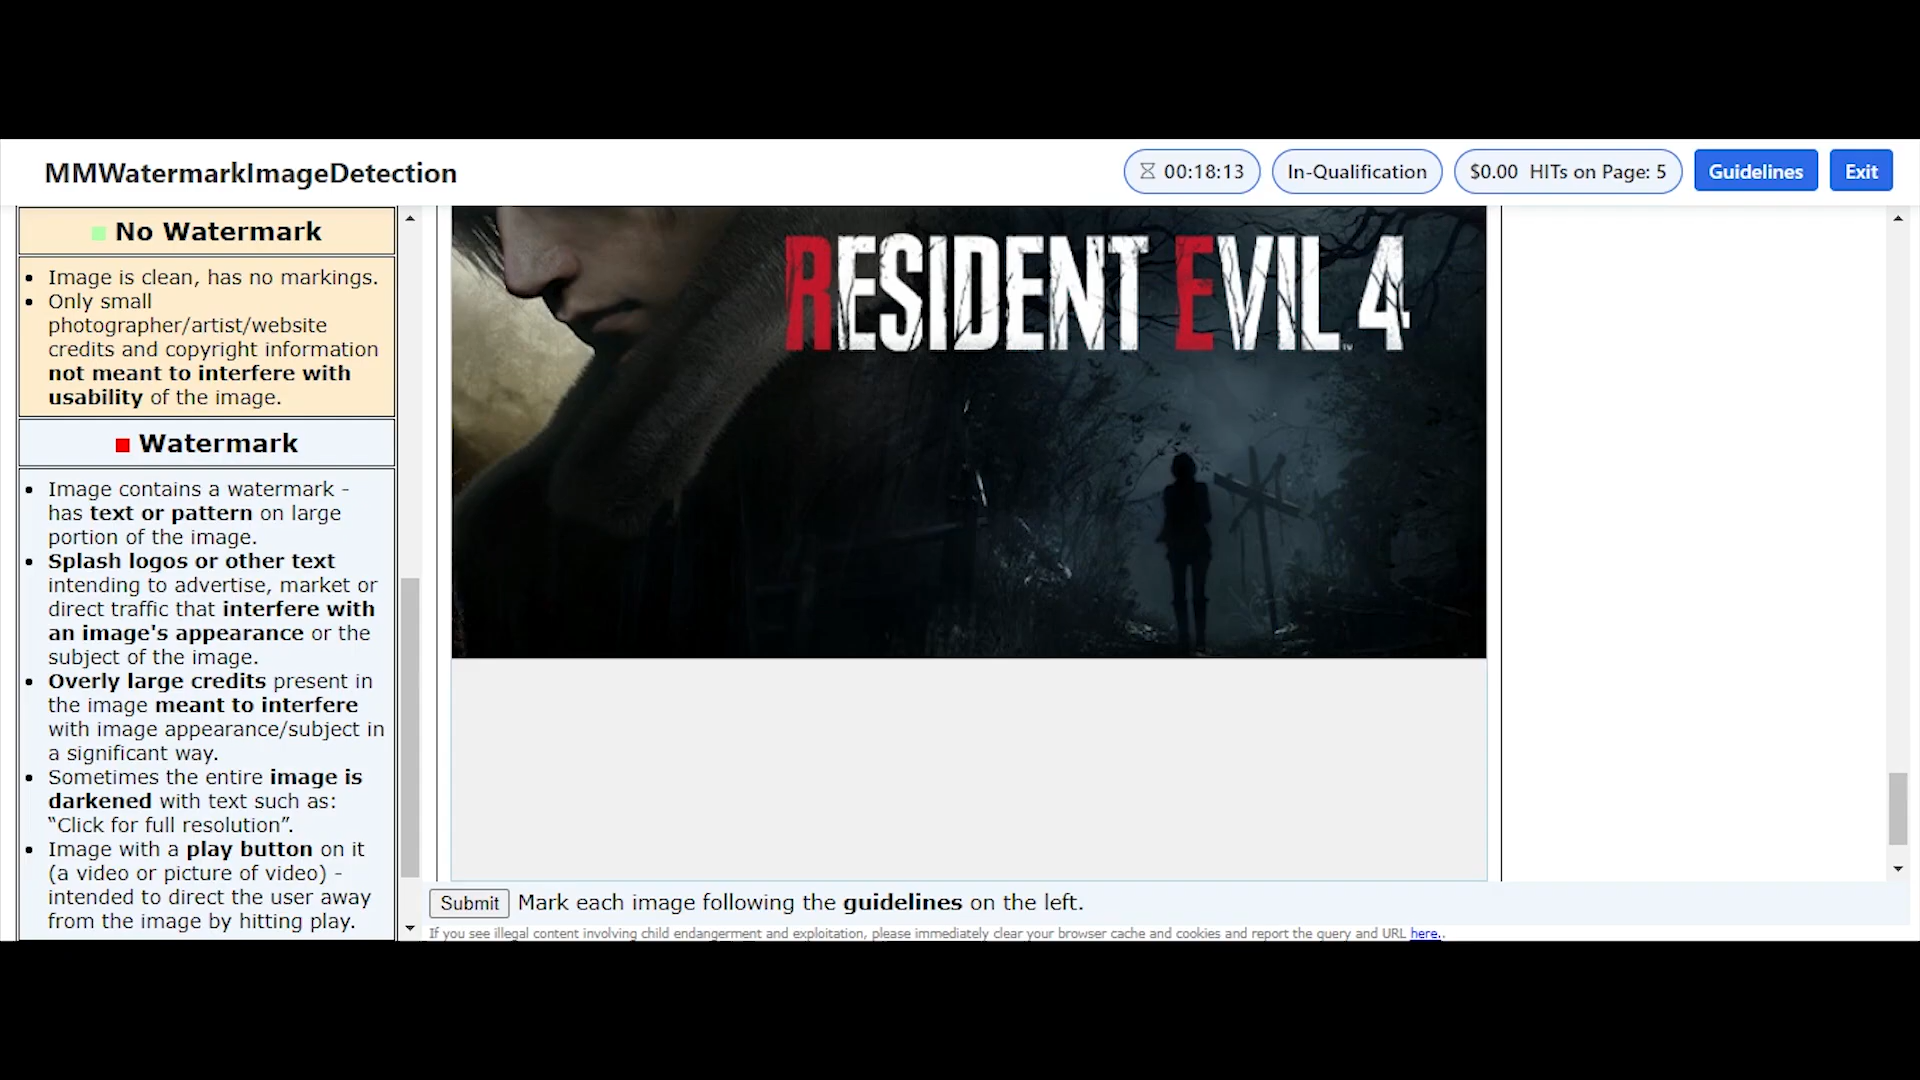 MMWatermarkImageDetection
00:18:13
In-Qualification
$0.00 HITs on Page: 5
Guidelines
Exit
No Watermark
Image is clean, has no markings.
Only small
photographer/artist/website
credits and copyright information
not meant to interfere with
usability of the image.
Watermark
Image contains a watermark -
has text or pattern on large
portion of the image.
Splash logos or other text
intending to advertise, market or
direct traffic that interfere with
an image's appearance or the
subject of the image.
Overly large credits present in
the image meant to interfere
with image appearance/subject in
a significant way.
Sometimes the entire image is
darkened with text such as:
“Click for full resolution”.
Image with a play button on it
(a video or picture of video) -
intended to direct the user away
from the image by hitting play.
RESIDENT EVIL 4
Submit Mark each image following the guidelines on the left.
If you see illegal content involving child endangerment and exploitation, please immediately clear your browser cache and cookies and report the query and URL here..